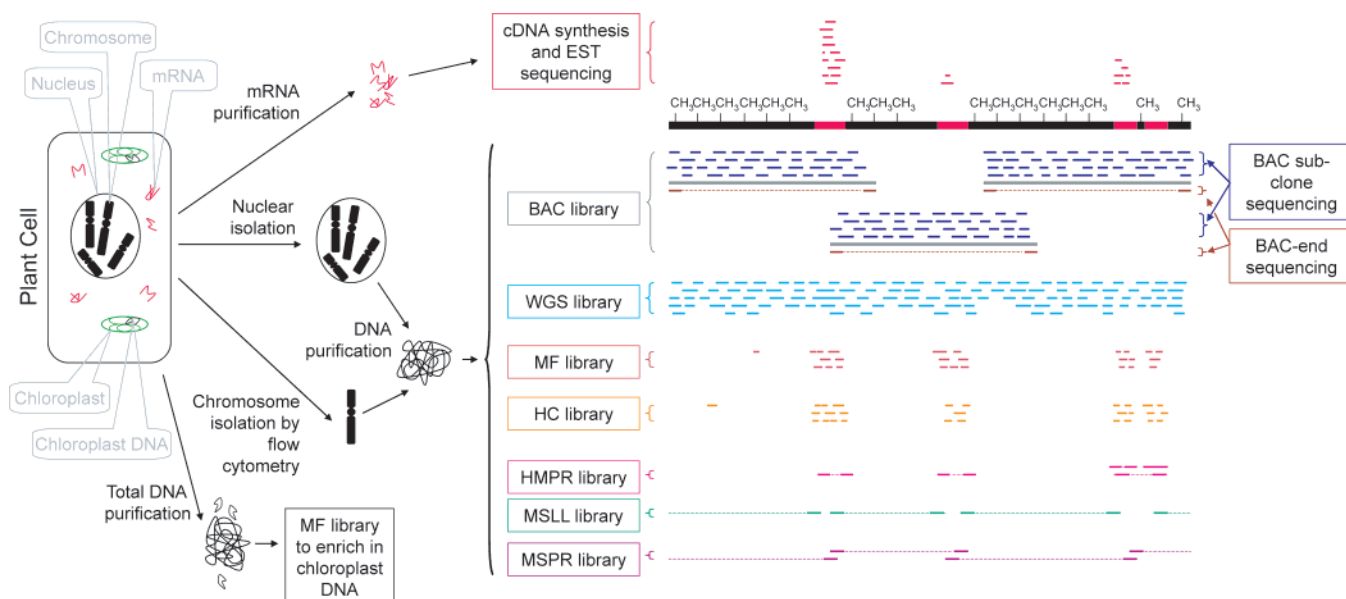 Chromosome
Nucleus
mRNA
Plant Cell
Chloroplast
Chloroplast DNA
mRNA
purification
Nuclear
isolation
DNA
purification
Chromosome
isolation by
flow
cytometry
Total DNA
purification
MF library
to enrich in
chloroplast
DNA
cDNA synthesis
and EST
sequencing
CH3CH3CH3CH3CH3CH3 CH3CH3CH3 CH3CH3CH3CH3CH3CH3 CH3 CH3
BAC library
BAC sub-
clone
sequencing
BAC-end
sequencing
WGS library
MF library
HC library
HMPR library
MSLL library
MSPR library